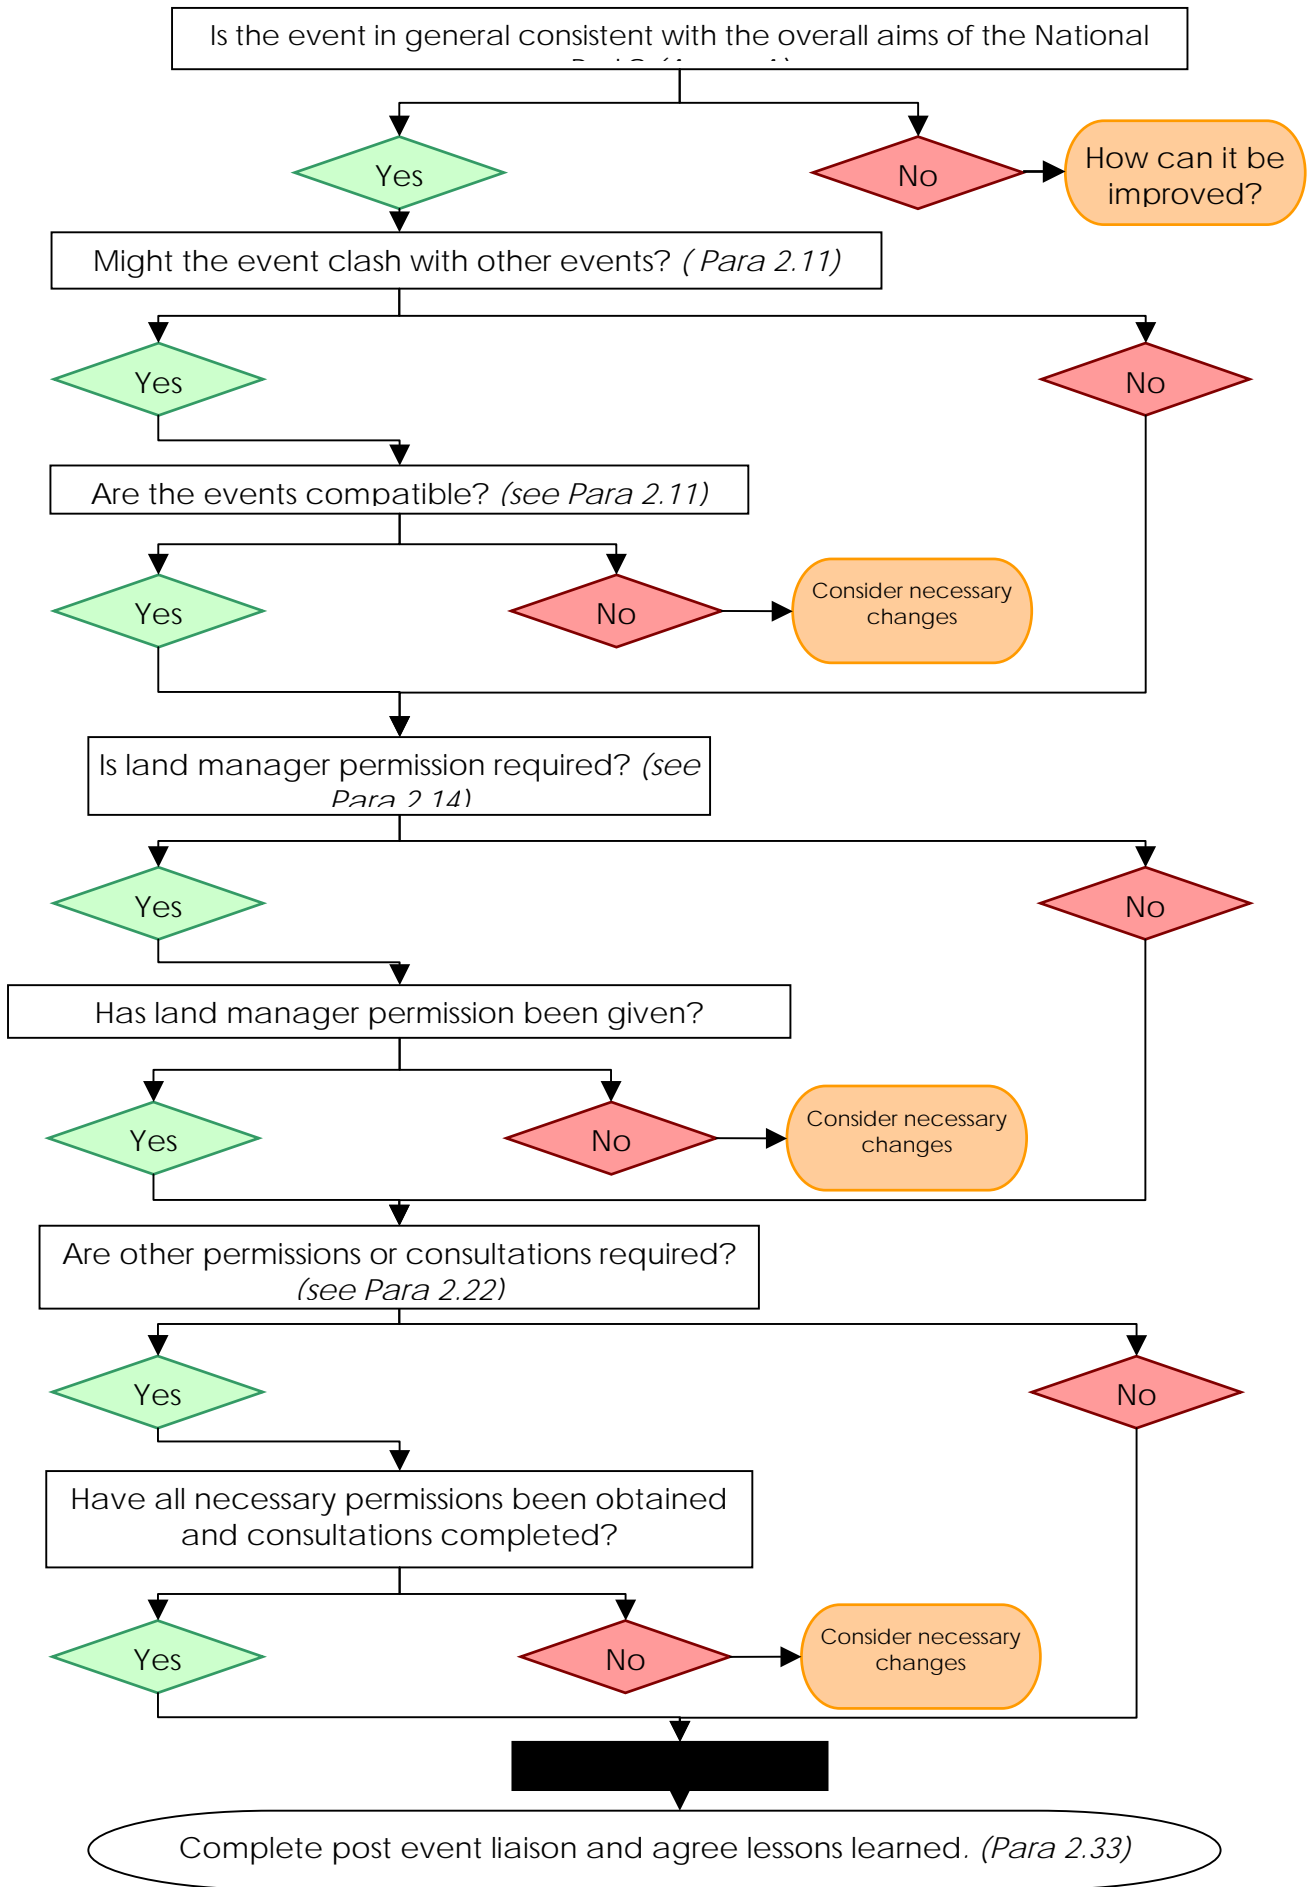 Is the event in general consistent with the overall aims of the National
Yes
No
How can it be
improved?
Might the event clash with other events? ( Para 2.11)
Yes
No
Are the events compatible? (see Para 2.11)
Yes
No
Consider necessary
changes
Is land manager permission required? (see
Para 2.14)
Yes
No
Has land manager permission been given?
Yes
No
Consider necessary
changes
Are other permissions or consultations required?
(see Para 2.22)
Yes
No
Have all necessary permissions been obtained
and consultations completed?
Yes
No
Consider necessary
changes
Complete post event liaison and agree lessons learned. (Para 2.33)